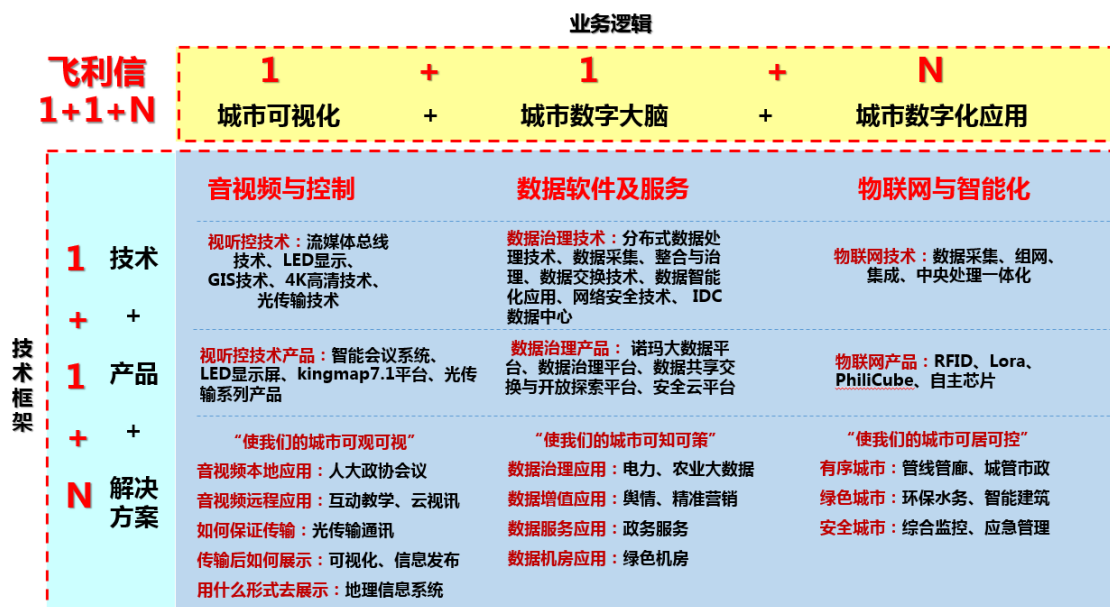 业务逻辑
飞利信
1+1+N
1 + 1 + N
城市可视化 + 城市数字大脑 + 城市数字化应用
技术框架
1 技术
+ +
1 产品
+ +
N 解决
方案
音视频与控制
视听控技术：流媒体总线
技术、LED显示、
GIS技术、4K高清技术、
光传输技术
视听控技术产品：智能会议系统、
LED显示屏、kingmap7.1平台、光传
输系列产品
“使我们的城市可观可视”
音视频本地应用：人大政协会议
音视频远程应用：互动教学、云视讯
如何保证传输：光传输通讯
传输后如何展示：可视化、信息发布
用什么形式去展示：地理信息系统
数据软件及服务
数据治理技术：分布式数据处
理技术、数据采集、整合与治
理、数据交换技术、数据智能
化应用、网络安全技术、 IDC
数据中心
数据治理产品： 诺玛大数据平
台、数据治理平台、数据共享交
换与开放探索平台、安全云平台
“使我们的城市可知可策”
数据治理应用：电力、农业大数据
数据增值应用：舆情、精准营销
数据服务应用：政务服务
数据机房应用：绿色机房
物联网与智能化
物联网技术：数据采集、组网、
集成、中央处理一体化
物联网产品：RFID、Lora、
PhiliCube、自主芯片
“使我们的城市可居可控”
有序城市：管线管廊、城管市政
绿色城市：环保水务、智能建筑
安全城市：综合监控、应急管理